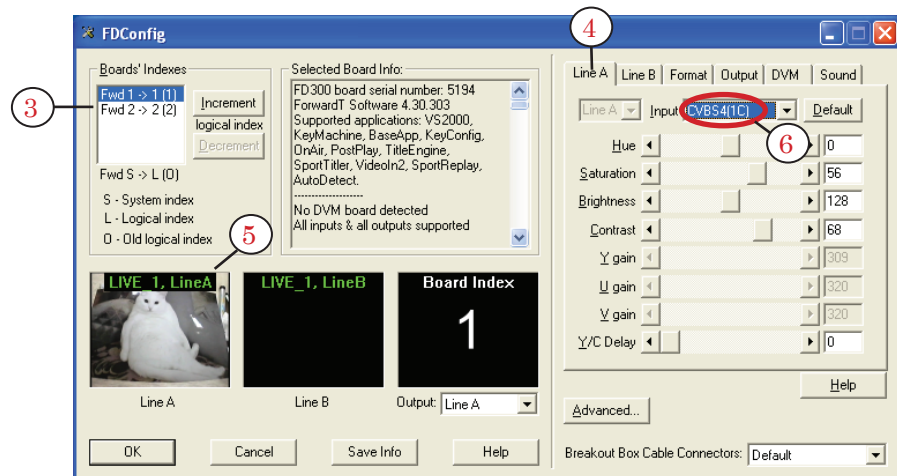 FDConfig
4
3
5
6
Boards' Indexes
Fwd 1 -> 1 (1)
Fwd 2 -> 2 (2)
Increment
logical index
Decrement
Fwd S -> L (O)
S - System index
L - Logical index
O - Old logical index
Selected Board Info:
FD300 board serial number: 5194
ForwardT Software 4.30.303
Supported applications: VS2000,
KeyMachine, BaseApp, KeyConfig,
OnAir, PostPlay, TitleEngine,
SportTitler, VideoIn2, SportReplay,
AutoDetect.
--------------------
No DVM board detected
All inputs & all outputs supported
LIVE_1, LineA
LIVE_1, LineB
Board Index
1
Line A
Line B
Output: Line A
OK
Cancel
Save Info
Help
Line A
Line B
Format
Output
DVM
Sound
Line A
Input
CVBS4(1C)
Default
Hue
0
Saturation
56
Brightness
128
Contrast
68
Y gain
309
U gain
320
V gain
320
Y/C Delay
0
Help
Advanced...
Breakout Box Cable Connectors: Default